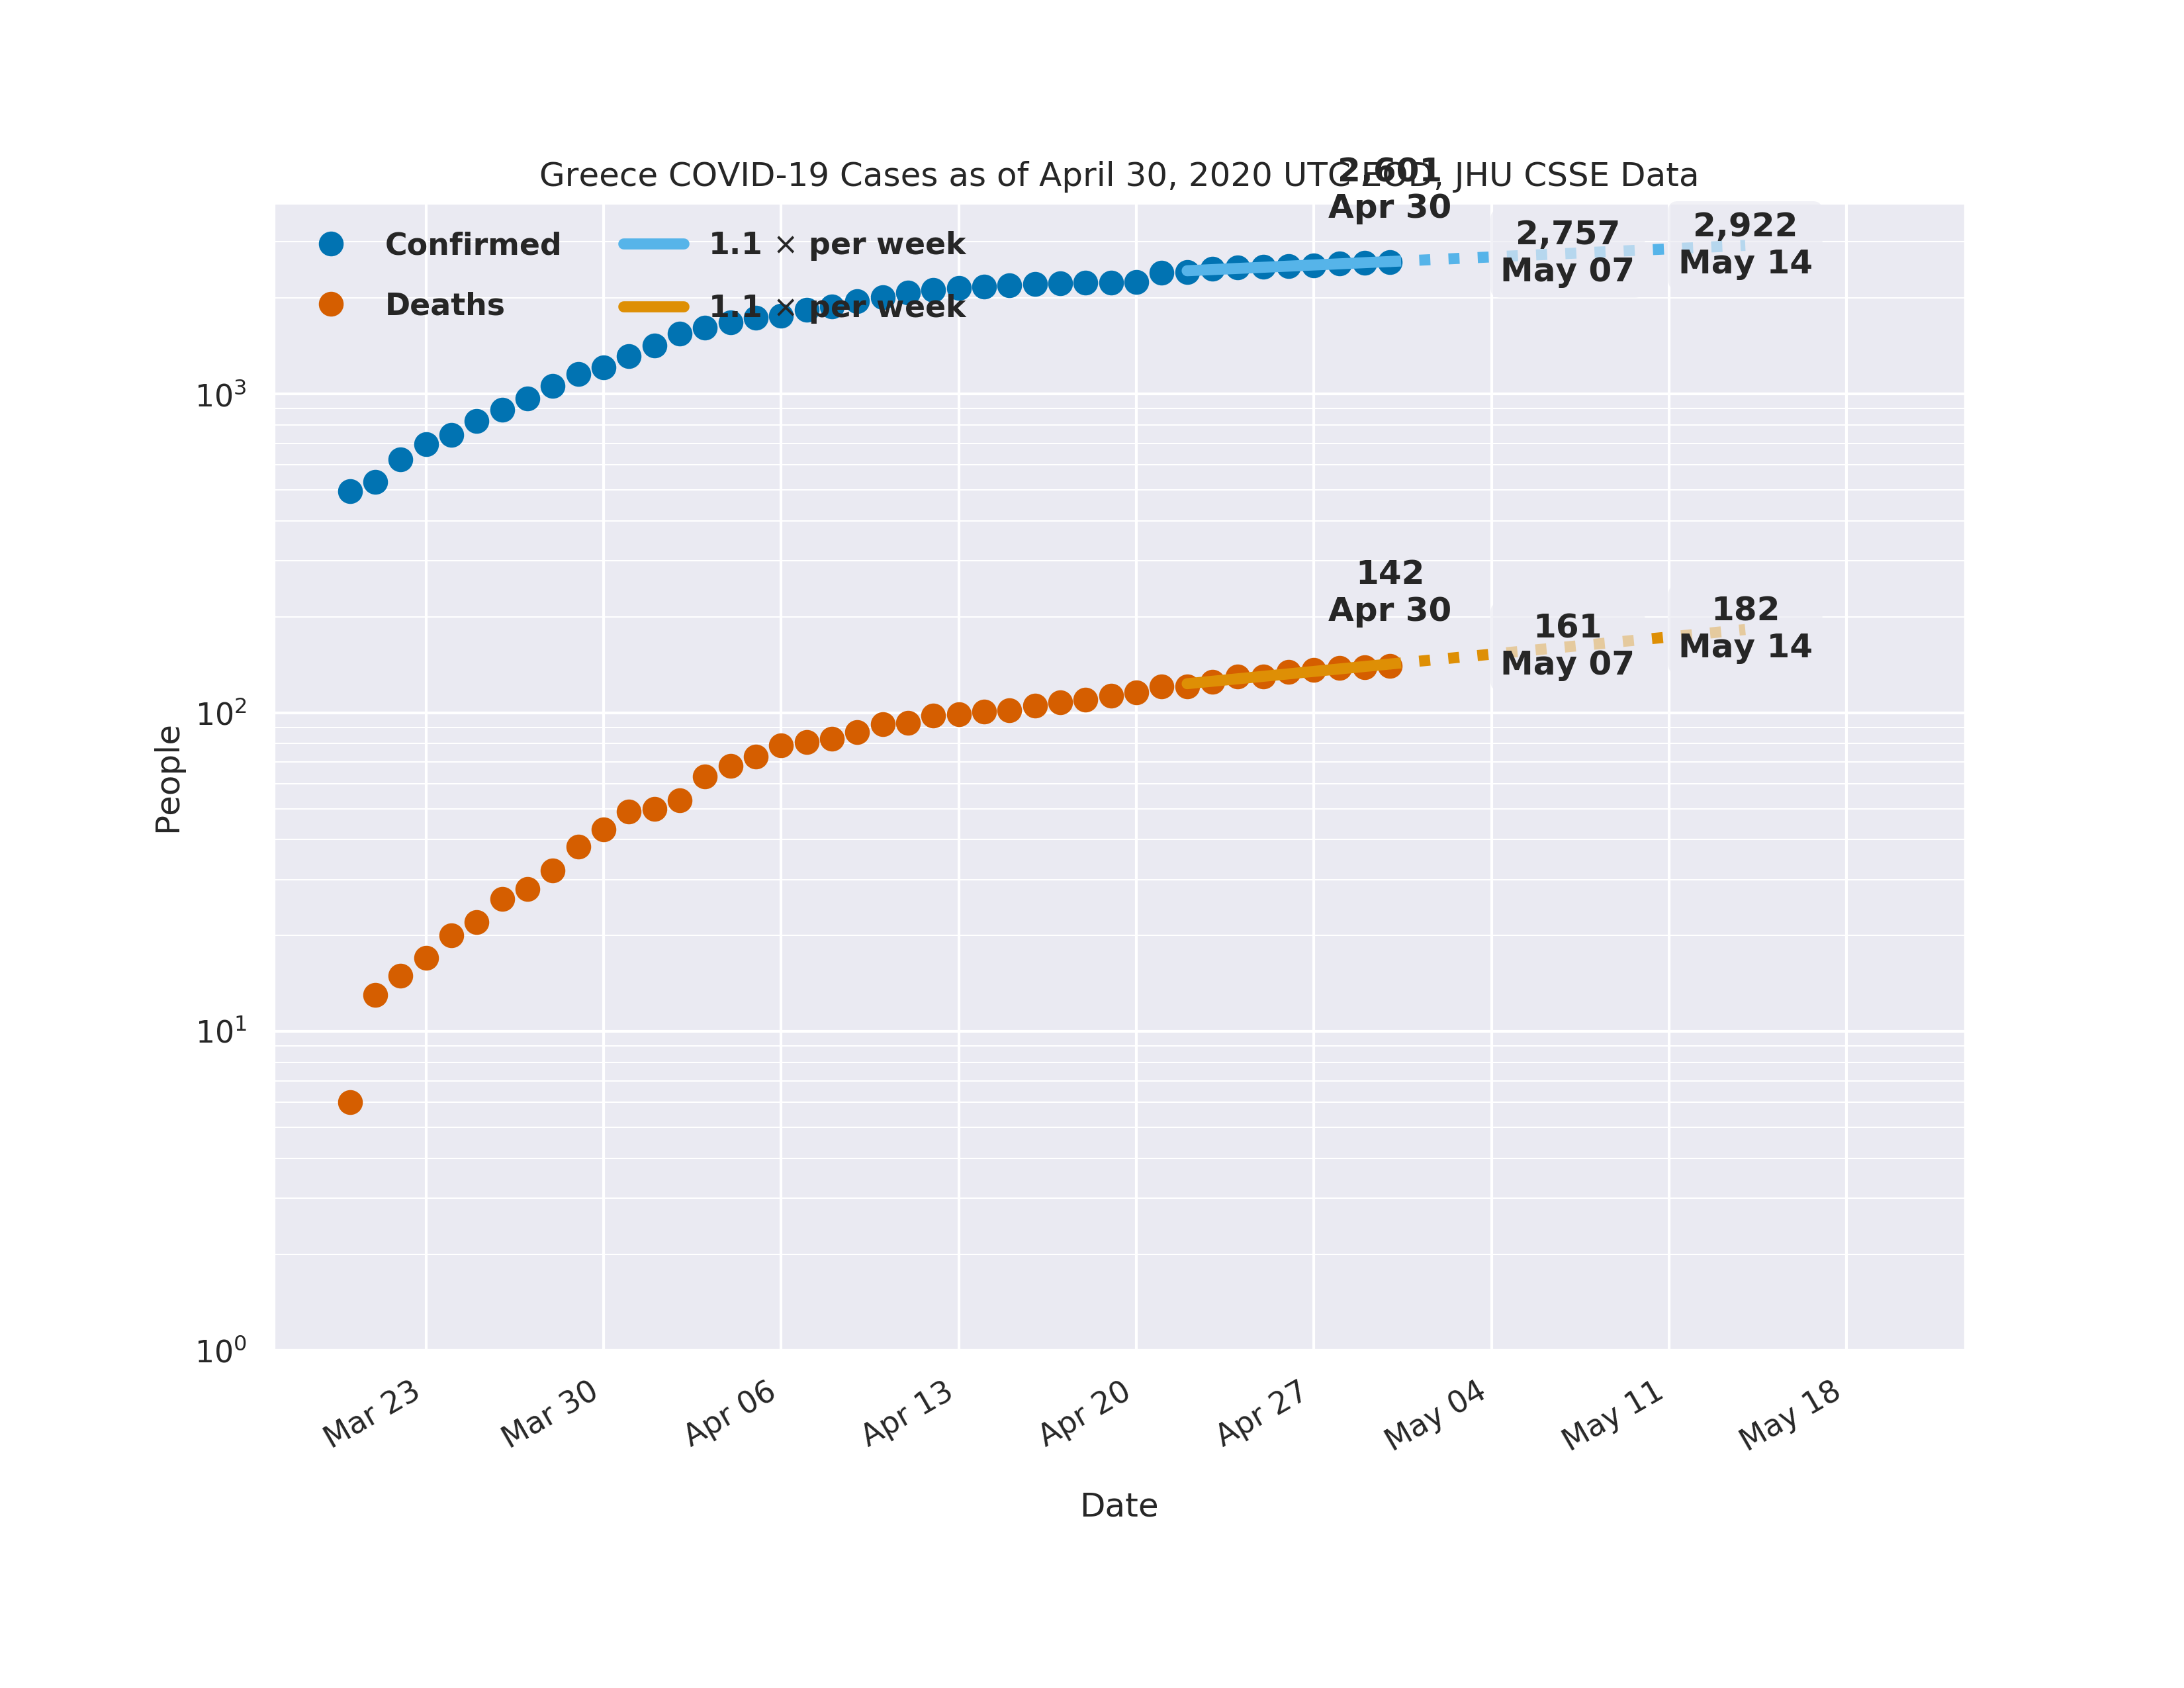 Greece COVID-19 Cases as of April 30, 2020 UTC EOD, JHU CSSE Data
2,601
Apr 30
2,757
May 07
2,922
May 14
Confirmed
Deaths
1.1 × per week
1.1 × per week
142
Apr 30
161
May 07
182
May 14
People
10³
10²
10¹
10⁰
Mar 23
Mar 30
Apr 06
Apr 13
Apr 20
Apr 27
May 04
May 11
May 18
Date